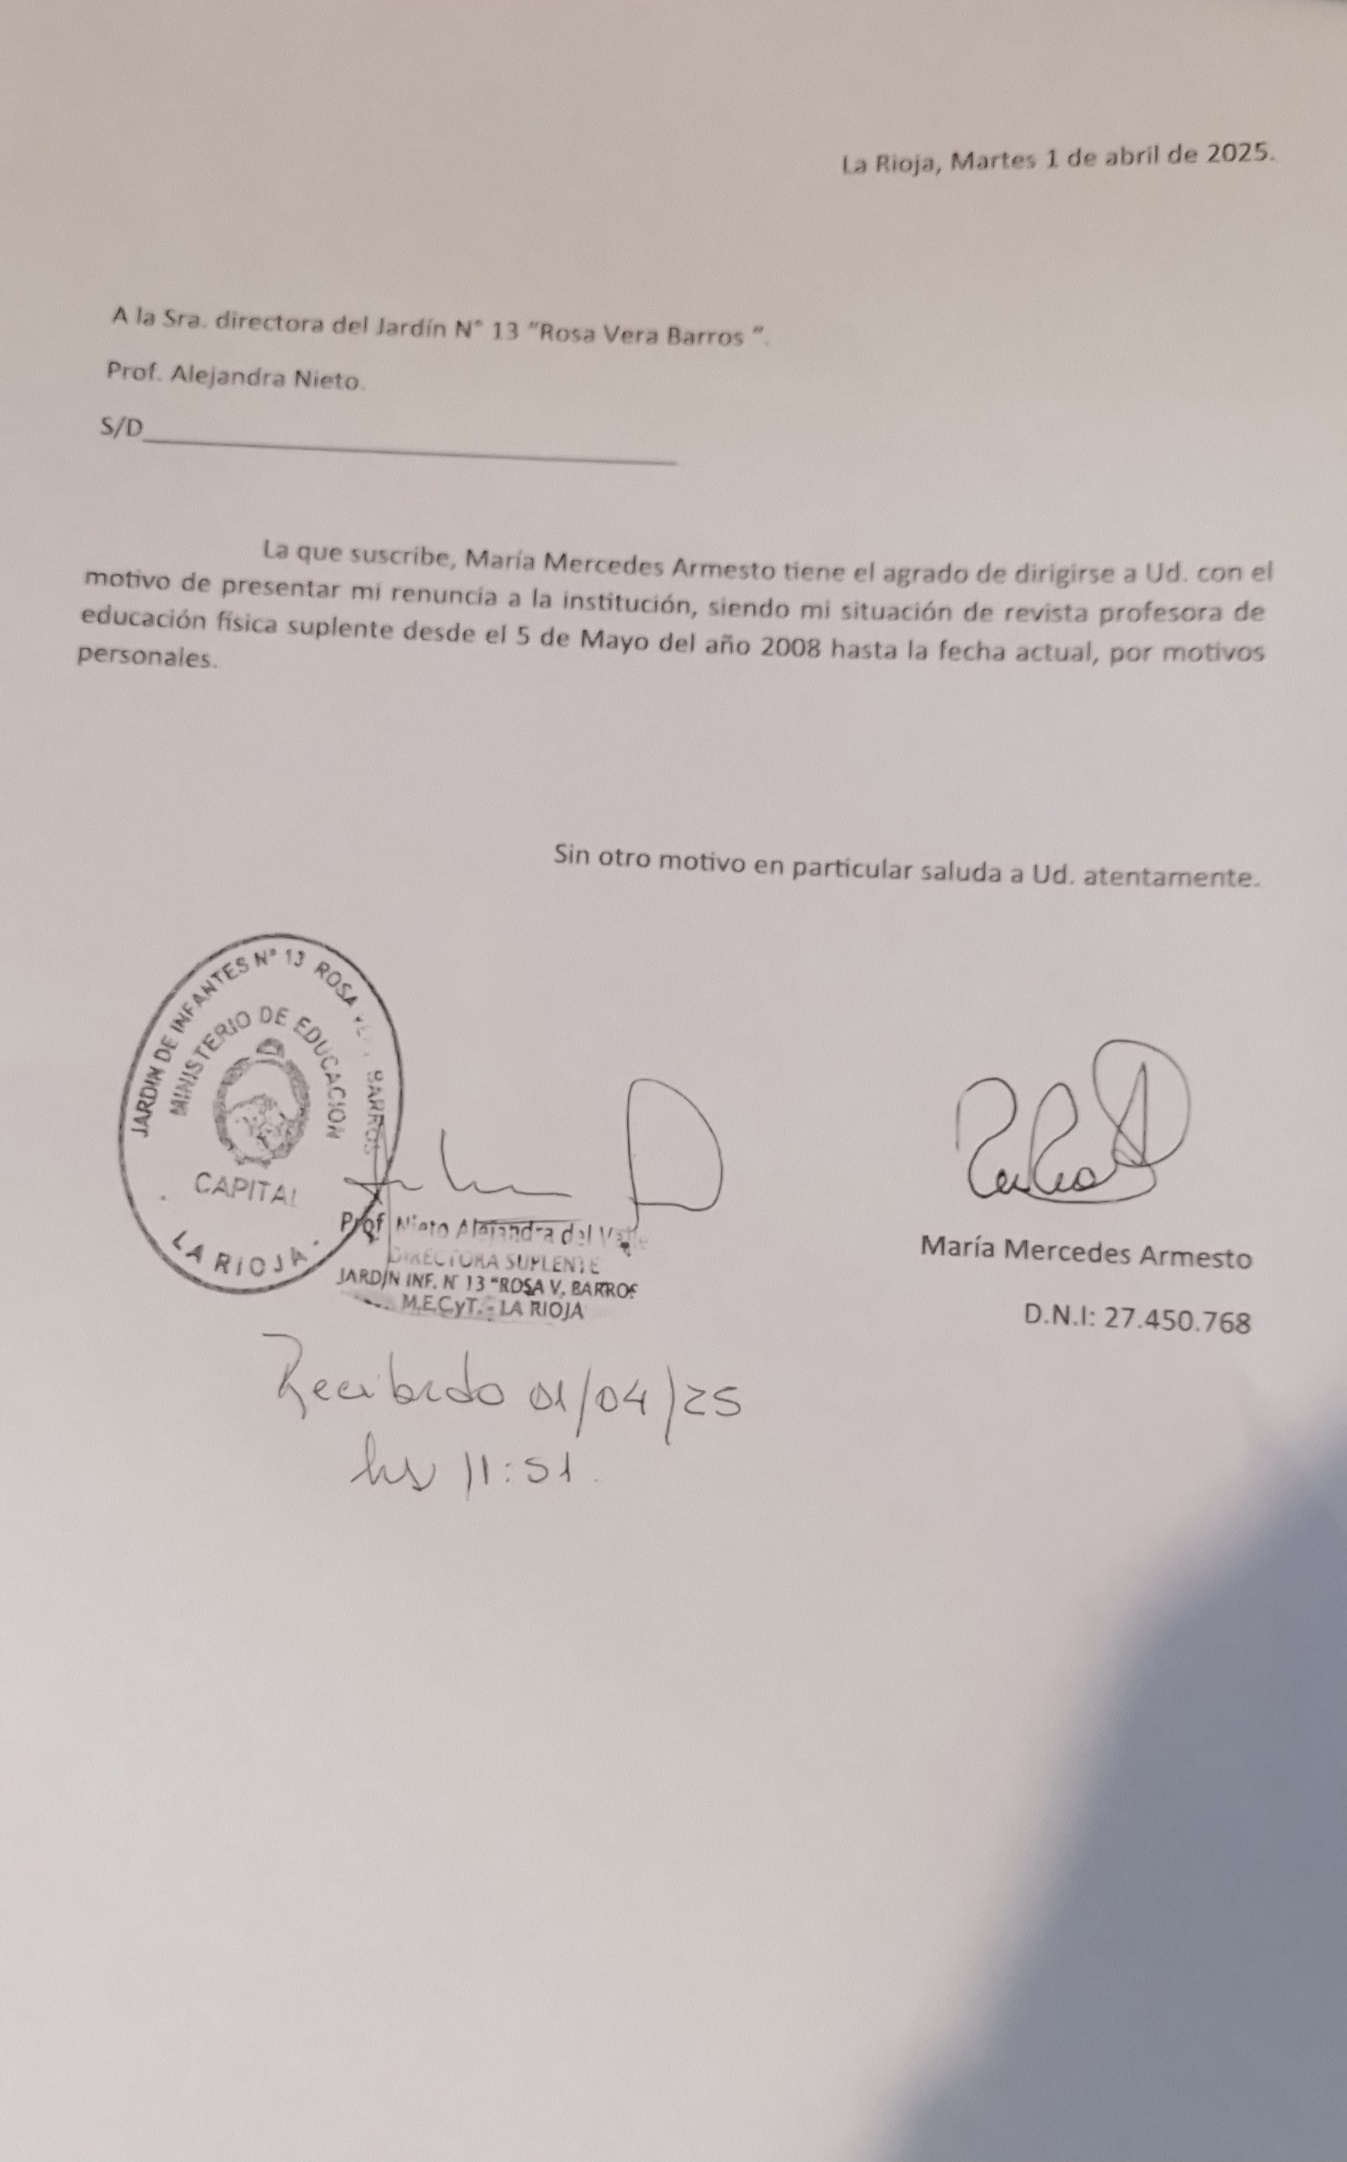 La Rioja, Martes 1 de abril de 2025.
A la Sra. directora del Jardín N° 13 "Rosa Vera Barros ".
Prof. Alejandra Nieto.
S/D
La que suscribe, María Mercedes Armesto tiene el agrado de dirigirse a Ud. con el
motivo de presentar mi renuncia a la institución, siendo mi situación de revista profesora de
educación física suplente desde el 5 de Mayo del año 2008 hasta la fecha actual, por motivos
personales.
Sin otro motivo en particular saluda a Ud. atentamente.
JARDIN DE INFANTES N° 13 ROSA BARROS
MINISTERIO DE EDUCACION
CAPITAL
LA RIOJA
Prof. Nieto Alejandra del Valle
DIRECTORA SUPLENTE
JARDÍN INF. N° 13 "ROSA V. BARROS
M.E.CyT. - LA RIOJA
María Mercedes Armesto
D.N.I: 27.450.768
Recibido 01/04/25
hs 11:51.